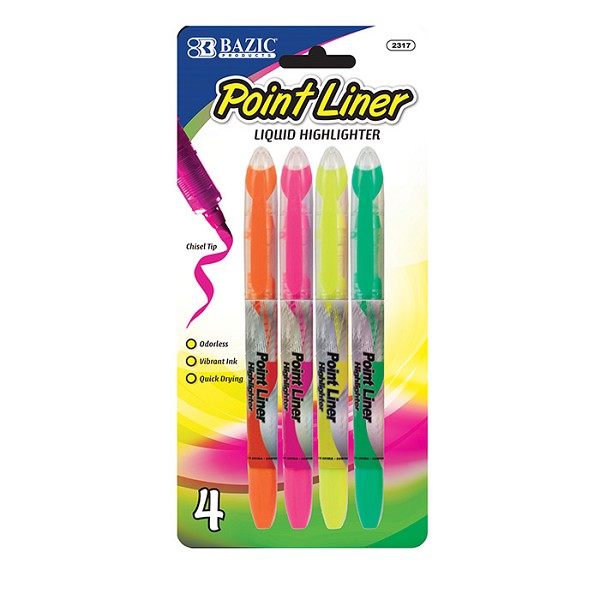 BAZIC
PRODUCTS
2317
Point Liner
LIQUID HIGHLIGHTER
Chisel Tip
Odorless
Vibrant Ink
Quick Drying
Point Liner
Highlighter
Point Liner
Highlighter
Point Liner
Highlighter
Point Liner
Highlighter
4